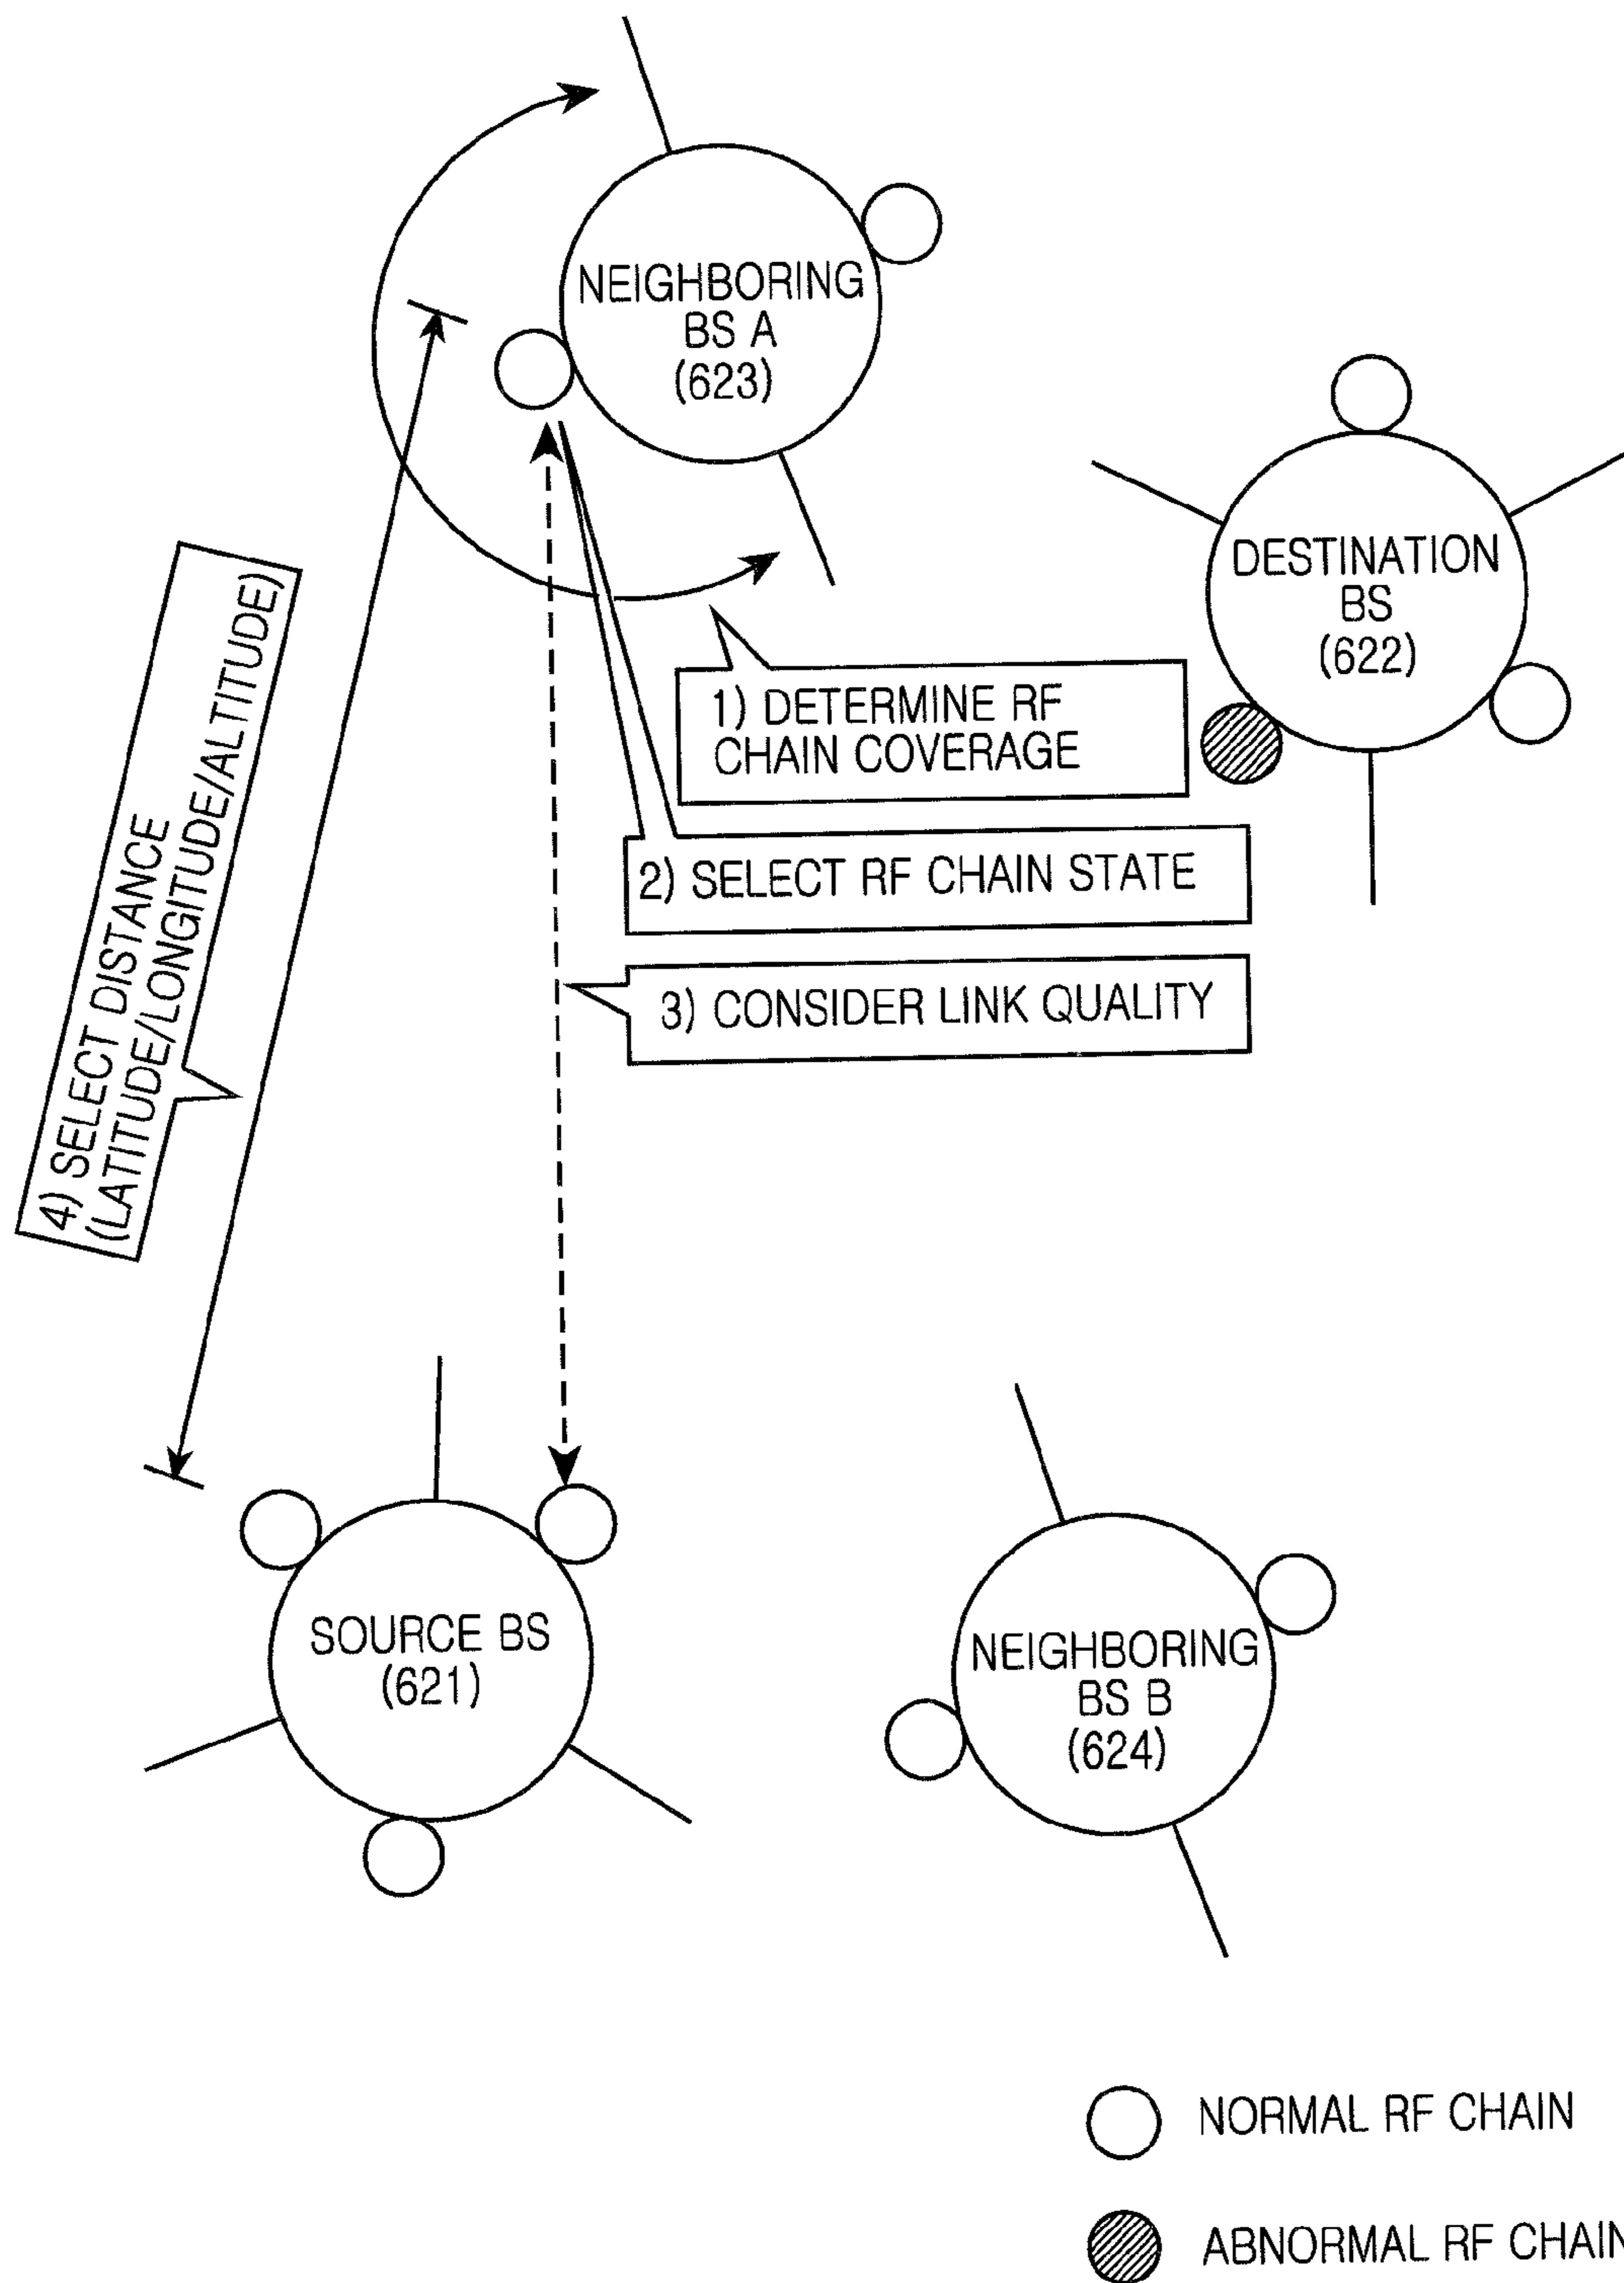 NEIGHBORING
BS A
(623)
DESTINATION
BS
(622)
1) DETERMINE RF
CHAIN COVERAGE
2) SELECT RF CHAIN STATE
3) CONSIDER LINK QUALITY
4) SELECT DISTANCE
(LATITUDE/LONGITUDE/ALTITUDE)
SOURCE BS
(621)
NEIGHBORING
BS B
(624)
NORMAL RF CHAIN
ABNORMAL RF CHAIN